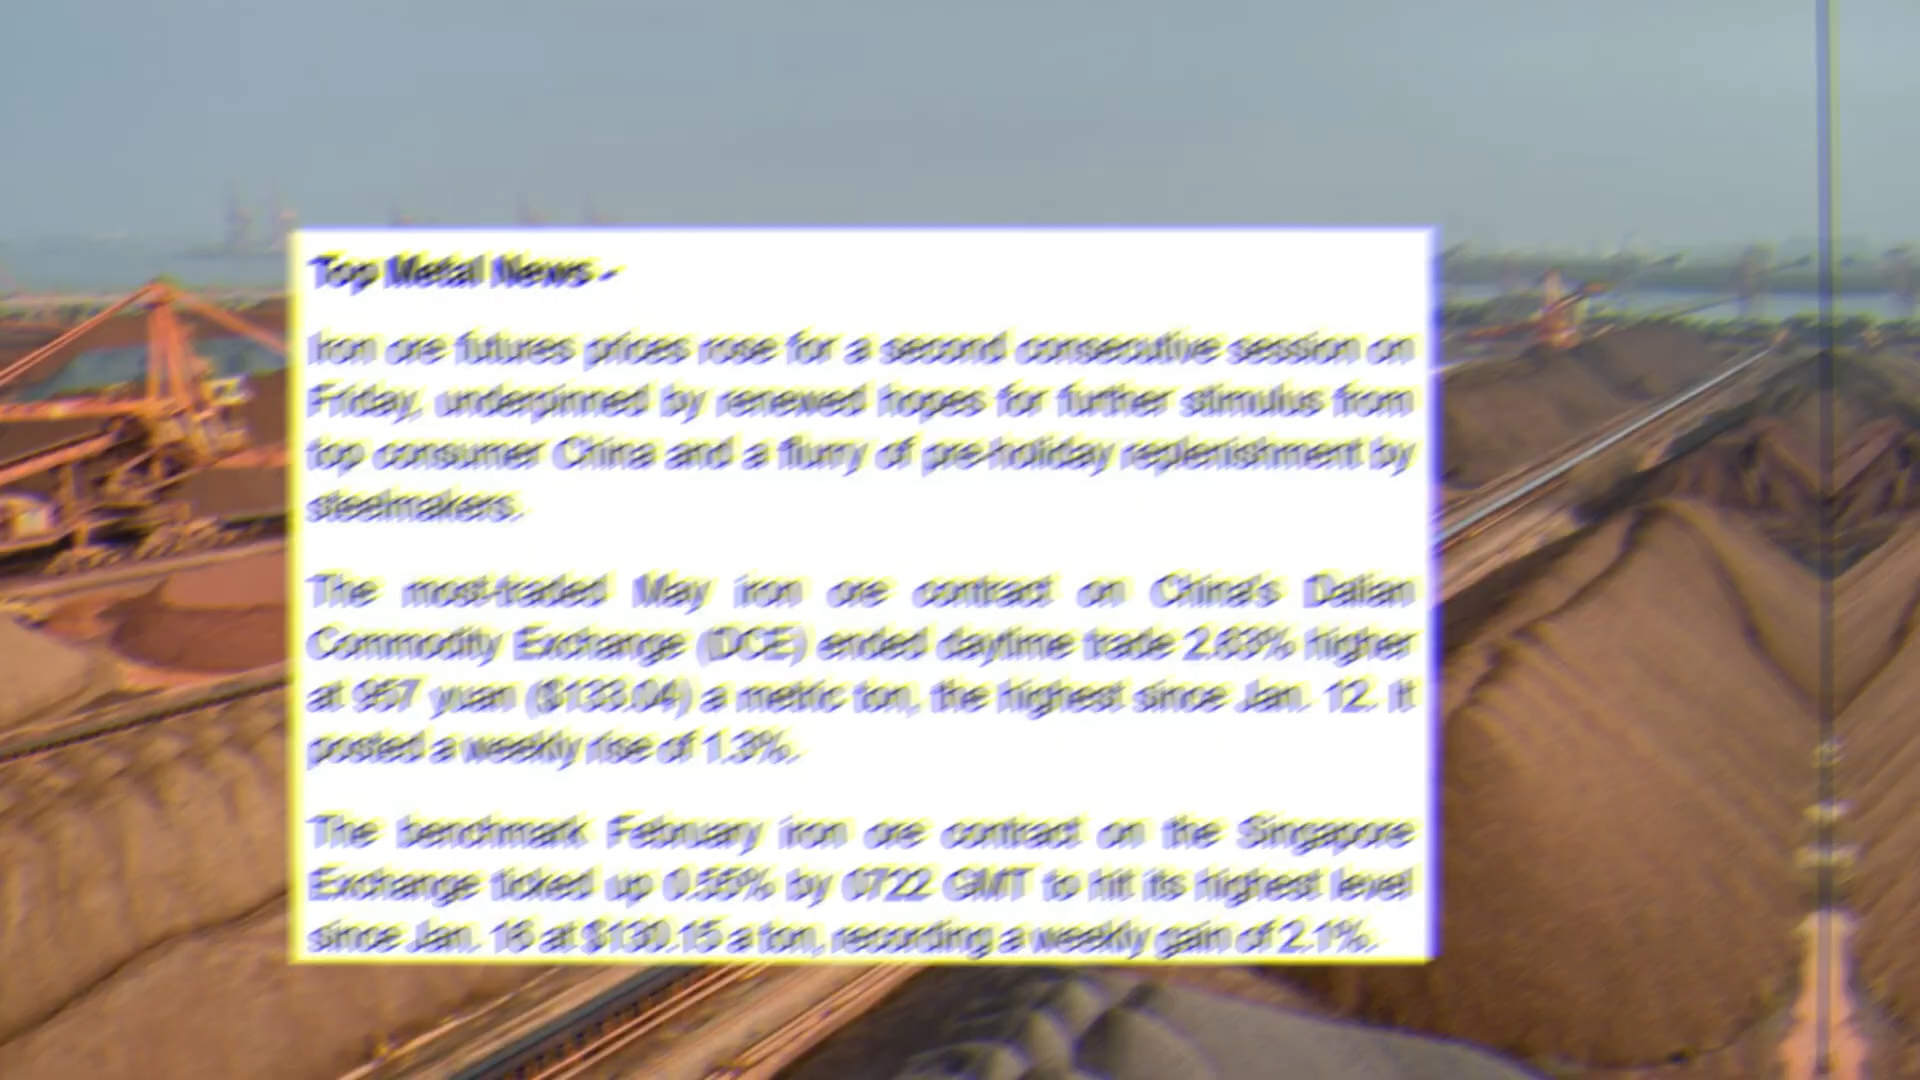 Top Metal News -
Iron ore futures prices rose for a second consecutive session on
Friday, underpinned by renewed hopes for further stimulus from
top consumer China and a flurry of pre-holiday replenishment by
steelmakers.
The most-traded May iron ore contract on China's Dalian
Commodity Exchange (DCE) ended daytime trade higher
at 957 yuan ($133.04) a metric ton, the highest since Jan. 12. It
posted a weekly rise of 1.3%.
The benchmark February iron ore contract on the Singapore
Exchange ticked up by 0722 GMT to hit its highest level
since Jan. 16 at $130.15 a ton, recording a weekly gain of 2.1%.